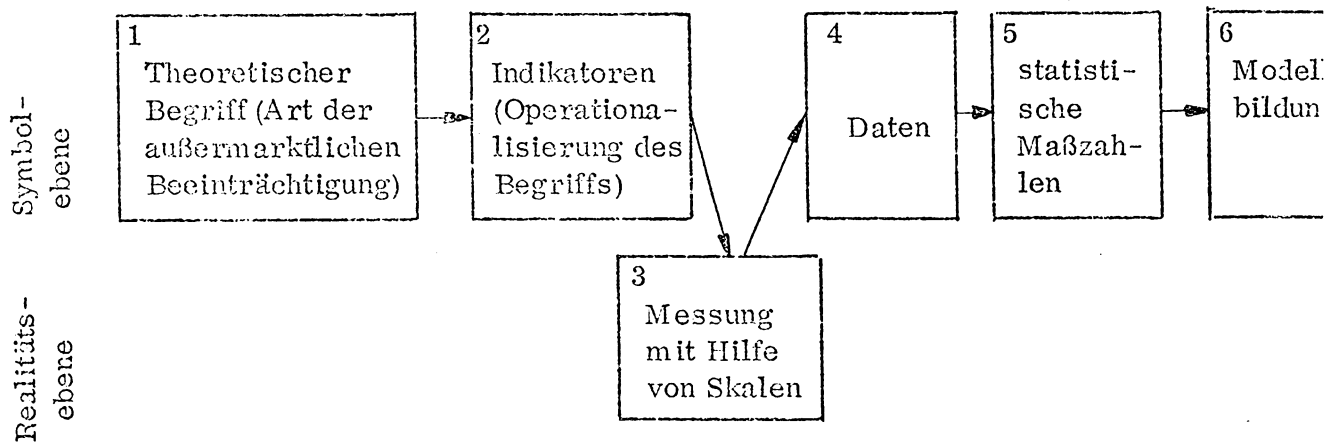 1
Theoretischer
Begriff (Art der
außermarktlichen
Beeinträchtigung)
2
Indikatoren
(Operationa-
lisierung des
Begriffs)
4
Daten
5
statisti-
sche
Maßzah-
len
6
Modell
bildun
Symbol-
ebene
3
Messung
mit Hilfe
von Skalen
Realitäts-
ebene